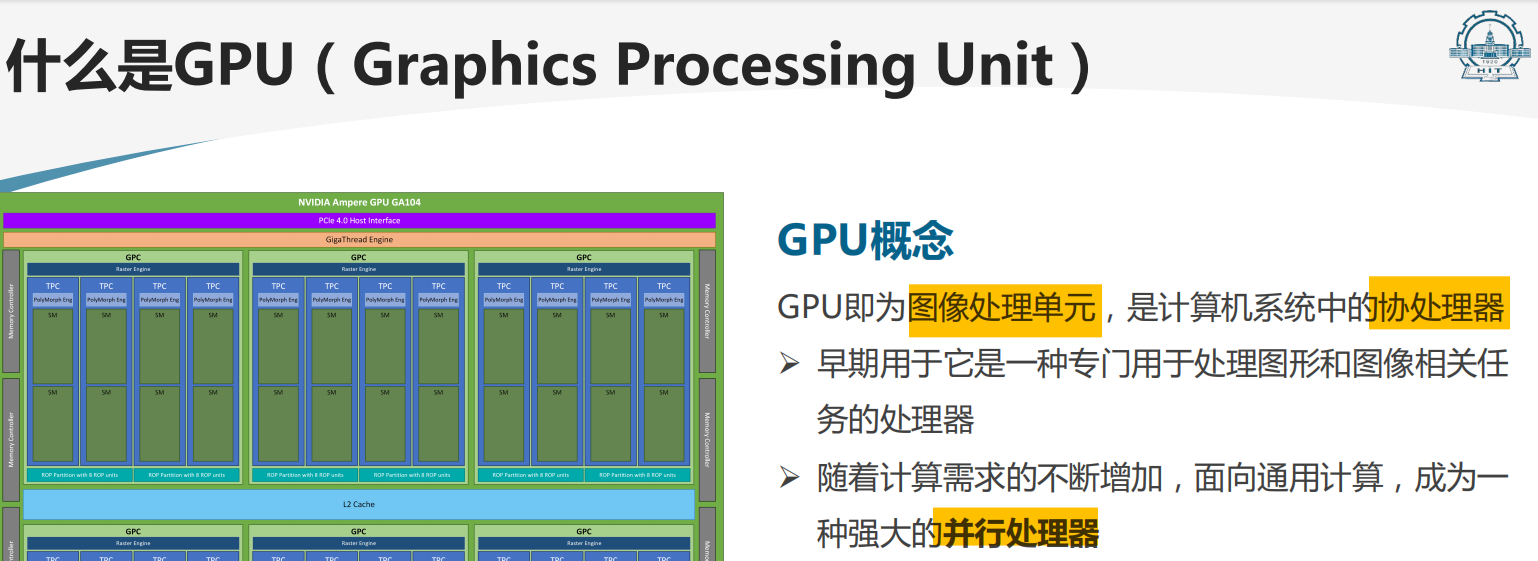 什么是GPU（Graphics Processing Unit）
1920
HIT
NVIDIA Ampere GPU GA104
PCIe 4.0 Host Interface
GigaThread Engine
GPC
GPC
GPC
Raster Engine
Raster Engine
Raster Engine
TPC TPC TPC TPC
TPC TPC TPC TPC
TPC TPC TPC TPC
PolyMorph Eng PolyMorph Eng PolyMorph Eng PolyMorph Eng
PolyMorph Eng PolyMorph Eng PolyMorph Eng PolyMorph Eng
PolyMorph Eng PolyMorph Eng PolyMorph Eng PolyMorph Eng
SM SM SM SM
SM SM SM SM
SM SM SM SM
SM SM SM SM
SM SM SM SM
SM SM SM SM
ROP Partition with 8 ROP units ROP Partition with 8 ROP units
ROP Partition with 8 ROP units ROP Partition with 8 ROP units
ROP Partition with 8 ROP units ROP Partition with 8 ROP units
Memory Controller
Memory Controller
Memory Controller
Memory Controller
L2 Cache
GPC
GPC
GPC
Raster Engine
Raster Engine
Raster Engine
TPC TPC TPC TPC
TPC TPC TPC TPC
TPC TPC TPC TPC
GPU概念
GPU即为图像处理单元，是计算机系统中的协处理器
➢ 早期用于它是一种专门用于处理图形和图像相关任
务的处理器
➢ 随着计算需求的不断增加，面向通用计算，成为一
种强大的并行处理器